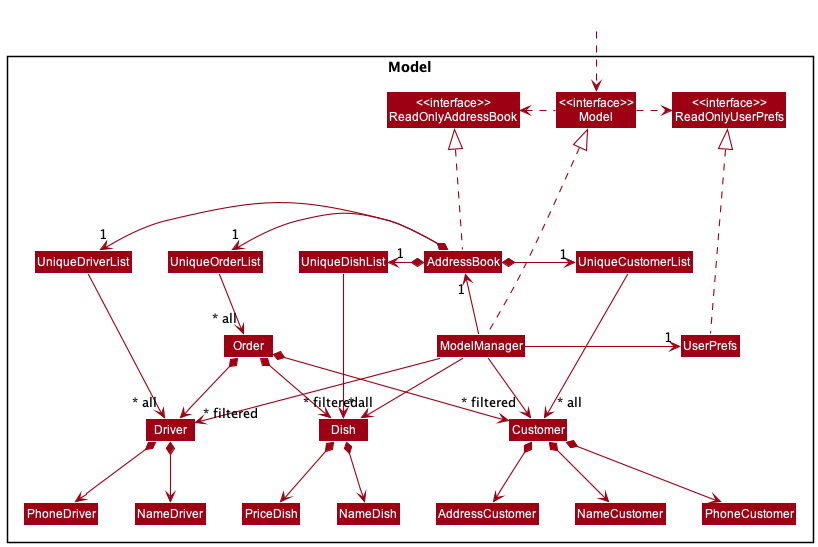 Model
<<interface>>
ReadOnlyAddressBook
<<interface>>
Model
<<interface>>
ReadOnlyUserPrefs
1
1
1
1
UniqueDriverList
UniqueOrderList
UniqueDishList
AddressBook
UniqueCustomerList
1
* all
1
Order
ModelManager
UserPrefs
* all
* filtered
* filtered
* all
* filtered
* all
Driver
Dish
Customer
PhoneDriver
NameDriver
PriceDish
NameDish
AddressCustomer
NameCustomer
PhoneCustomer